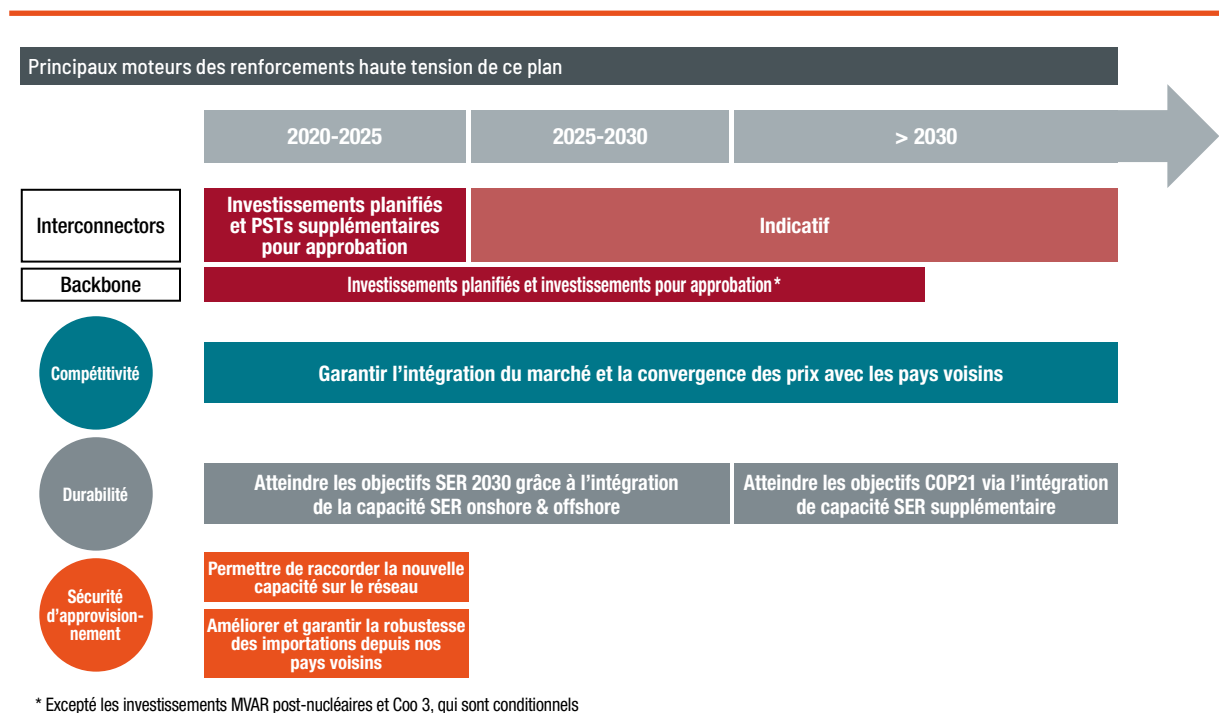 Principaux moteurs des renforcements haute tension de ce plan
2020-2025
2025-2030
> 2030
Interconnectors
Investissements planifiés
et PSTs supplémentaires
pour approbation
Indicatif
Backbone
Investissements planifiés et investissements pour approbation*
Compétitivité
Garantir l’intégration du marché et la convergence des prix avec les pays voisins
Durabilité
Atteindre les objectifs SER 2030 grâce à l’intégration
de la capacité SER onshore & offshore
Atteindre les objectifs COP21 via l’intégration
de capacité SER supplémentaire
Sécurité
d’approvision-
nement
Permettre de raccorder la nouvelle
capacité sur le réseau
Améliorer et garantir la robustesse
des importations depuis nos
pays voisins
* Excepté les investissements MVAR post-nucléaires et Coo 3, qui sont conditionnels